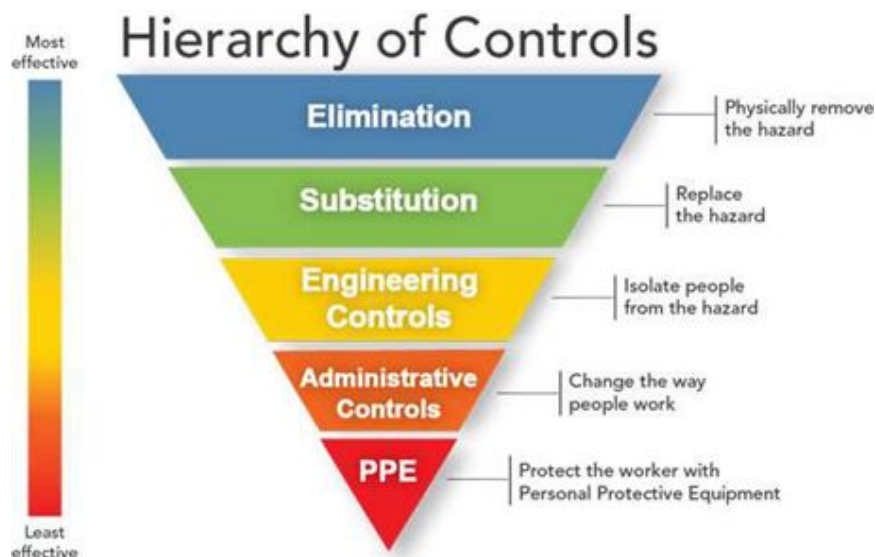 Hierarchy of Controls
Most
effective
Elimination
Physically remove
the hazard
Substitution
Replace
the hazard
Engineering
Controls
Isolate people
from the hazard
Administrative
Controls
Change the way
people work
PPE
Protect the worker with
Personal Protective Equipment
Least
effective